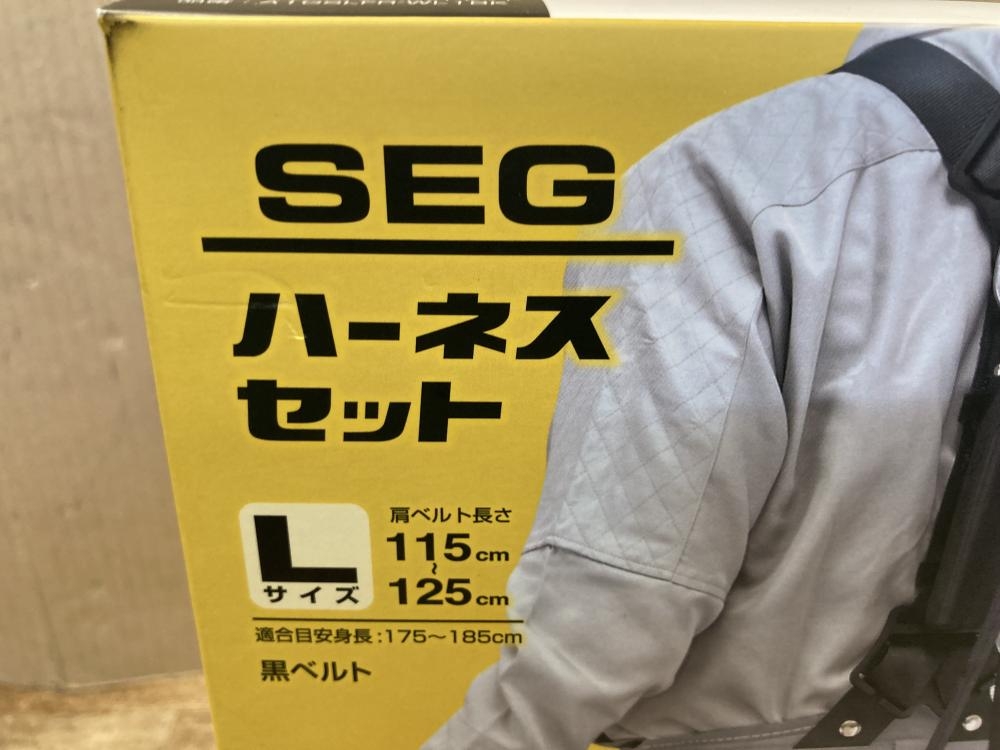 SEG
ハーネス
セット
L
サイズ
肩ベルト長さ
115cm
~
125cm
適合目安身長:175～185cm
黒ベルト